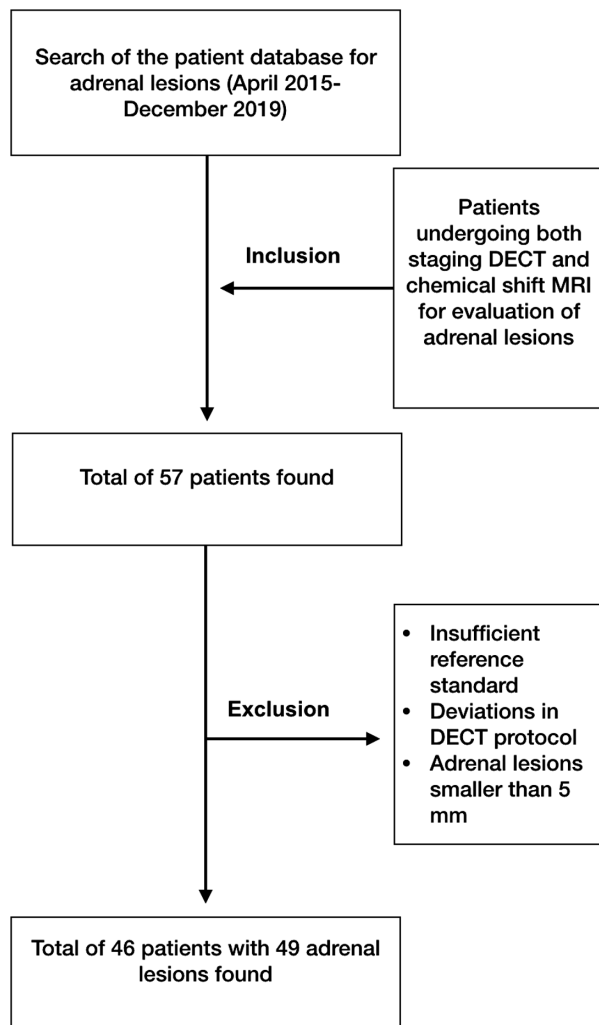 Search of the patient database for
adrenal lesions (April 2015-
December 2019)
Inclusion
Patients
undergoing both
staging DECT and
chemical shift MRI
for evaluation of
adrenal lesions
Total of 57 patients found
Exclusion
• Insufficient
reference
standard
• Deviations in
DECT protocol
• Adrenal lesions
smaller than 5
mm
Total of 46 patients with 49 adrenal
lesions found